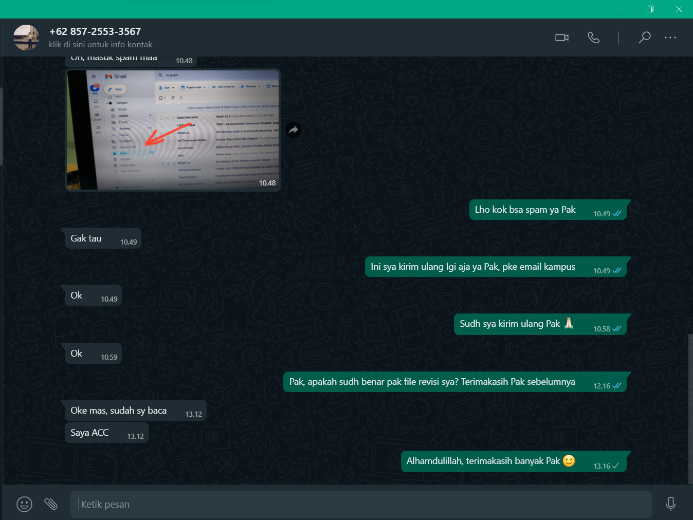 +62 857-2553-3567
klik di sini untuk info kontak
Oh, masuk spam maa 10.48
Gmail
10.48
Lho kok bsa spam ya Pak 10.49
Gak tau 10.49
Ini sya kirim ulang lgi aja ya Pak, pke email kampus 10.49
Ok 10.49
Sudh sya kirim ulang Pak 🙏🏻 10.58
Ok 10.59
Pak, apakah sudh benar pak file revisi sya? Terimakasih Pak sebelumnya 12.16
Oke mas, sudah sy baca 13.12
Saya ACC 13.12
Alhamdulillah, terimakasih banyak Pak 😊 13.16
Ketik pesan